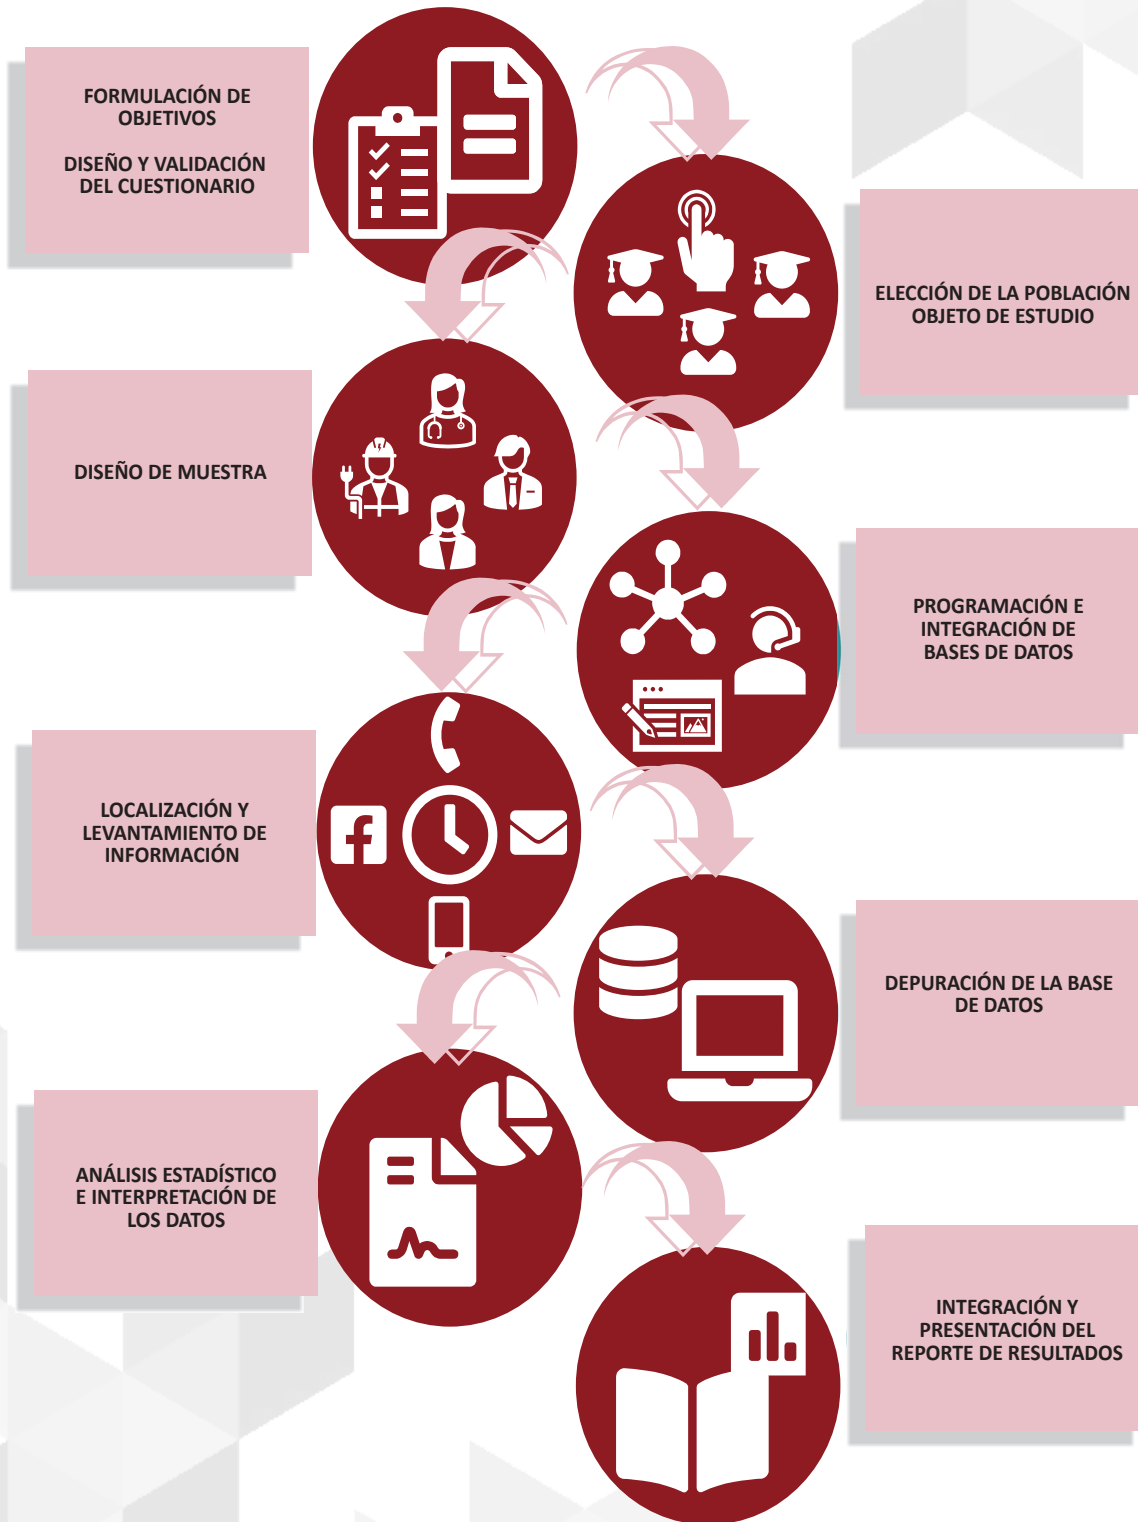 FORMULACIÓN DE
OBJETIVOS
DISEÑO Y VALIDACIÓN
DEL CUESTIONARIO
ELECCIÓN DE LA POBLACIÓN
OBJETO DE ESTUDIO
DISEÑO DE MUESTRA
PROGRAMACIÓN E
INTEGRACIÓN DE
BASES DE DATOS
LOCALIZACIÓN Y
LEVANTAMIENTO DE
INFORMACIÓN
DEPURACIÓN DE LA BASE
DE DATOS
ANÁLISIS ESTADÍSTICO
E INTERPRETACIÓN DE
LOS DATOS
INTEGRACIÓN Y
PRESENTACIÓN DEL
REPORTE DE RESULTADOS